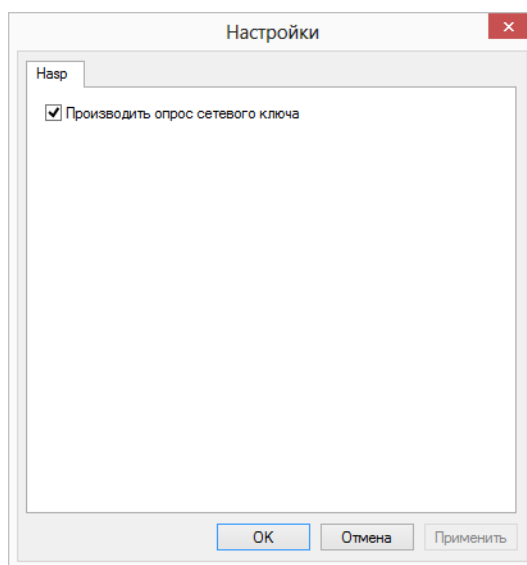 Настройки
Hasp
Производить опрос сетевого ключа
OK Отмена Применить